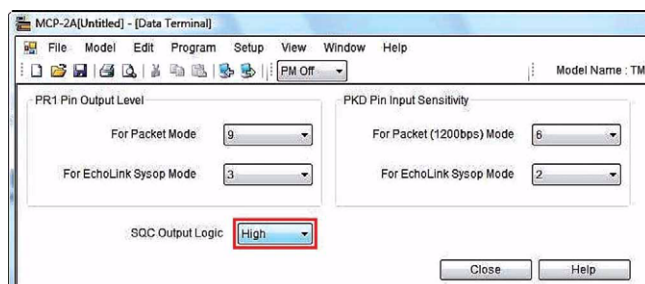 MCP-2A[Untitled] - [Data Terminal]
File Model Edit Program Setup View Window Help
PM Off Model Name : TM
PR1 Pin Output Level
For Packet Mode 9
For EchoLink Sysop Mode 3
PKD Pin Input Sensitivity
For Packet (1200bps) Mode 6
For EchoLink Sysop Mode 2
SQC Output Logic High
Close Help